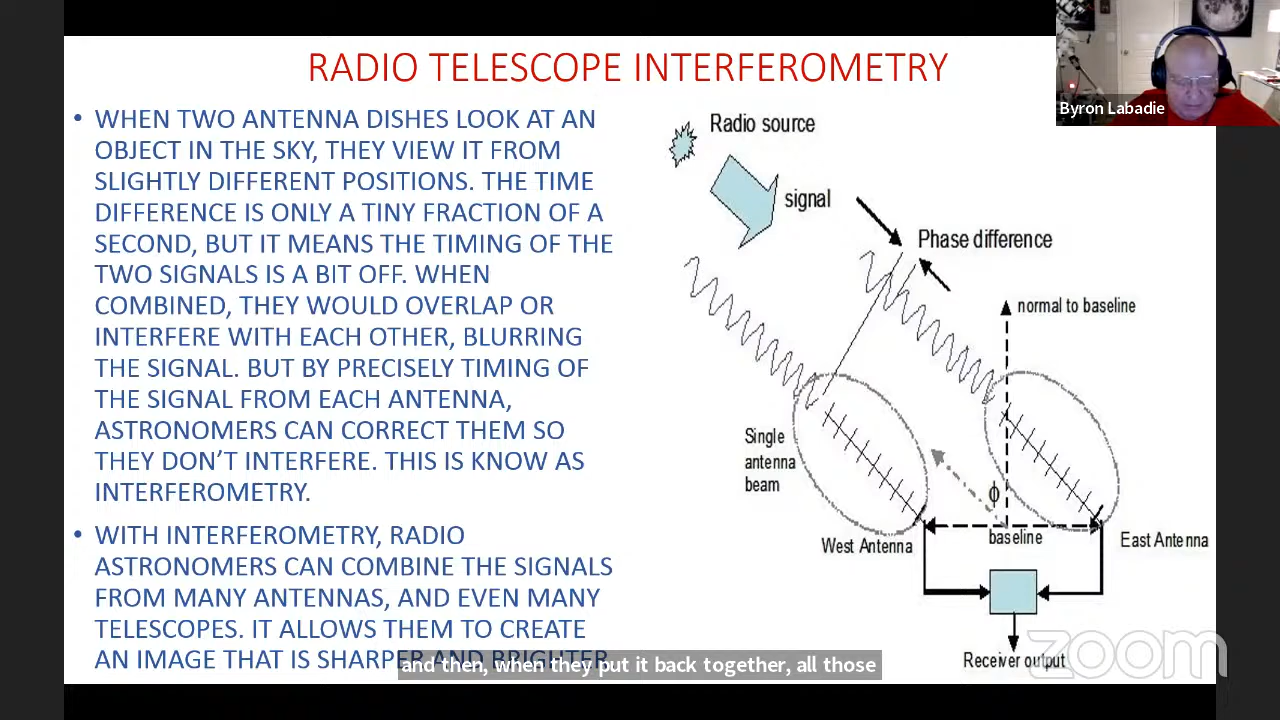 RADIO TELESCOPE INTERFEROMETRY
Byron Labadie
• WHEN TWO ANTENNA DISHES LOOK AT AN
OBJECT IN THE SKY, THEY VIEW IT FROM
SLIGHTLY DIFFERENT POSITIONS. THE TIME
DIFFERENCE IS ONLY A TINY FRACTION OF A
SECOND, BUT IT MEANS THE TIMING OF THE
TWO SIGNALS IS A BIT OFF. WHEN
COMBINED, THEY WOULD OVERLAP OR
INTERFERE WITH EACH OTHER, BLURRING
THE SIGNAL. BUT BY PRECISELY TIMING OF
THE SIGNAL FROM EACH ANTENNA,
ASTRONOMERS CAN CORRECT THEM SO
THEY DON'T INTERFERE. THIS IS KNOW AS
INTERFEROMETRY.
• WITH INTERFEROMETRY, RADIO
ASTRONOMERS CAN COMBINE THE SIGNALS
FROM MANY ANTENNAS, AND EVEN MANY
TELESCOPES. IT ALLOWS THEM TO CREATE
AN IMAGE THAT IS SHARPER AND BRIGHTER
Radio source
signal
Phase difference
normal to baseline
Single
antenna
beam
ϕ
West Antenna
baseline
East Antenna
Receiver output
and then, when they put it back together, all those
zoom